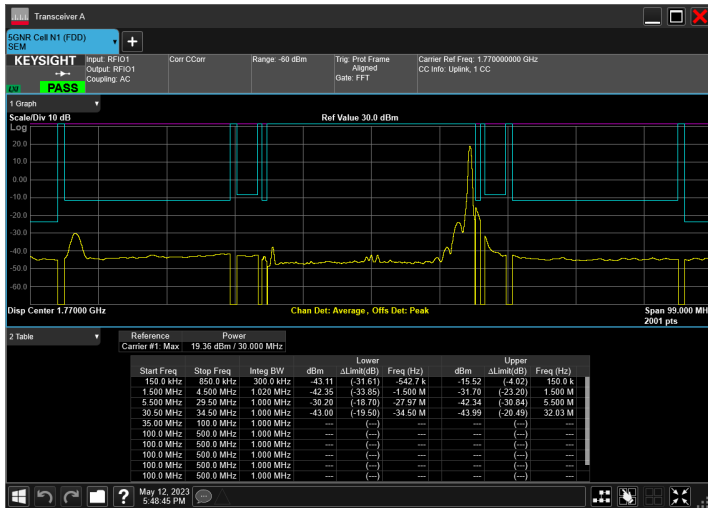 Transceiver A
5GNR Cell N1 (FDD)
SEM
KEYSIGHT
LXI
PASS
Input: RFIO1
Output: RFIO1
Coupling: AC
Corr CCorr
Range: -60 dBm
Trig: Prot Frame
Aligned
Gate: FFT
Carrier Ref Freq: 1.770000000 GHz
CC Info: Uplink, 1 CC
1 Graph
Scale/Div 10 dB
Ref Value 30.0 dBm
Log
20.0
10.0
0.00
-10.0
-20.0
-30.0
-40.0
-50.0
-60.0
Disp Center 1.77000 GHz
Chan Det: Average, Offs Det: Peak
Span 99.000 MH
2001 pts
2 Table
Reference Power
Carrier #1: Max 19.36 dBm / 30.000 MHz
Lower Upper
Start Freq Stop Freq Integ BW dBm ΔLimit(dB) Freq (Hz) dBm ΔLimit(dB) Freq (Hz)
150.0 kHz 850.0 kHz 300.0 kHz -43.11 (-31.61) -542.7 k -15.52 (-4.02) 150.0 k
1.500 MHz 4.500 MHz 1.020 MHz -42.35 (-33.85) -1.500 M -31.70 (-23.20) 1.500 M
5.500 MHz 29.50 MHz 1.000 MHz -30.20 (-18.70) -27.97 M -42.34 (-30.84) 5.500 M
30.50 MHz 34.50 MHz 1.000 MHz -43.00 (-19.50) -34.50 M -43.99 (-20.49) 32.03 M
35.00 MHz 100.0 MHz 1.000 MHz --- (---) --- --- (---) ---
100.0 MHz 500.0 MHz 1.000 MHz --- (---) --- --- (---) ---
100.0 MHz 500.0 MHz 1.000 MHz --- (---) --- --- (---) ---
100.0 MHz 500.0 MHz 1.000 MHz --- (---) --- --- (---) ---
100.0 MHz 500.0 MHz 1.000 MHz --- (---) --- --- (---) ---
100.0 MHz 500.0 MHz 1.000 MHz --- (---) --- --- (---) ---
May 12, 2023
5:48:45 PM